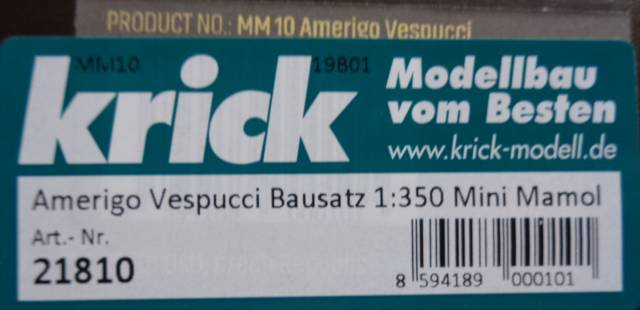 PRODUCT NO.: MM 10 Amerigo Vespucci
MM10 19B01
krick
Modellbau
vom Besten
www.krick-modell.de
Amerigo Vespucci Bausatz 1:350 Mini Mamol
Art.- Nr.
21810
8 594189 000101